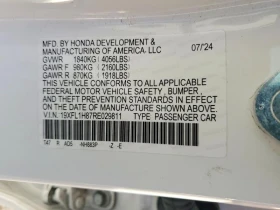 MFD. BY HONDA DEVELOPMENT & 07/24
MANUFACTURING OF AMERICA LLC
GVWR 1840KG (4056LBS)
GAWR F 980KG (2160LBS)
GAWR R 870KG (1918LBS)
THIS VEHICLE CONFORMS TO ALL APPLICABLE
FEDERAL MOTOR VEHICLE SAFETY, BUMPER,
AND THEFT PREVENTION STANDARDS IN
EFFECT ON THE DATE OF
MANUFACTURE SHOWN ABOVE.
V.I.N. 19XFL1H87RE029811 TYPE PASSENGER CAR